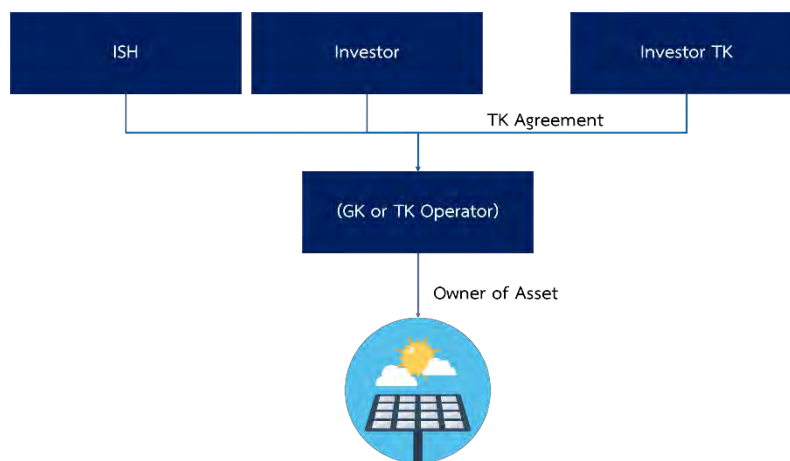 ISH
Investor
Investor TK
TK Agreement
(GK or TK Operator)
Owner of Asset